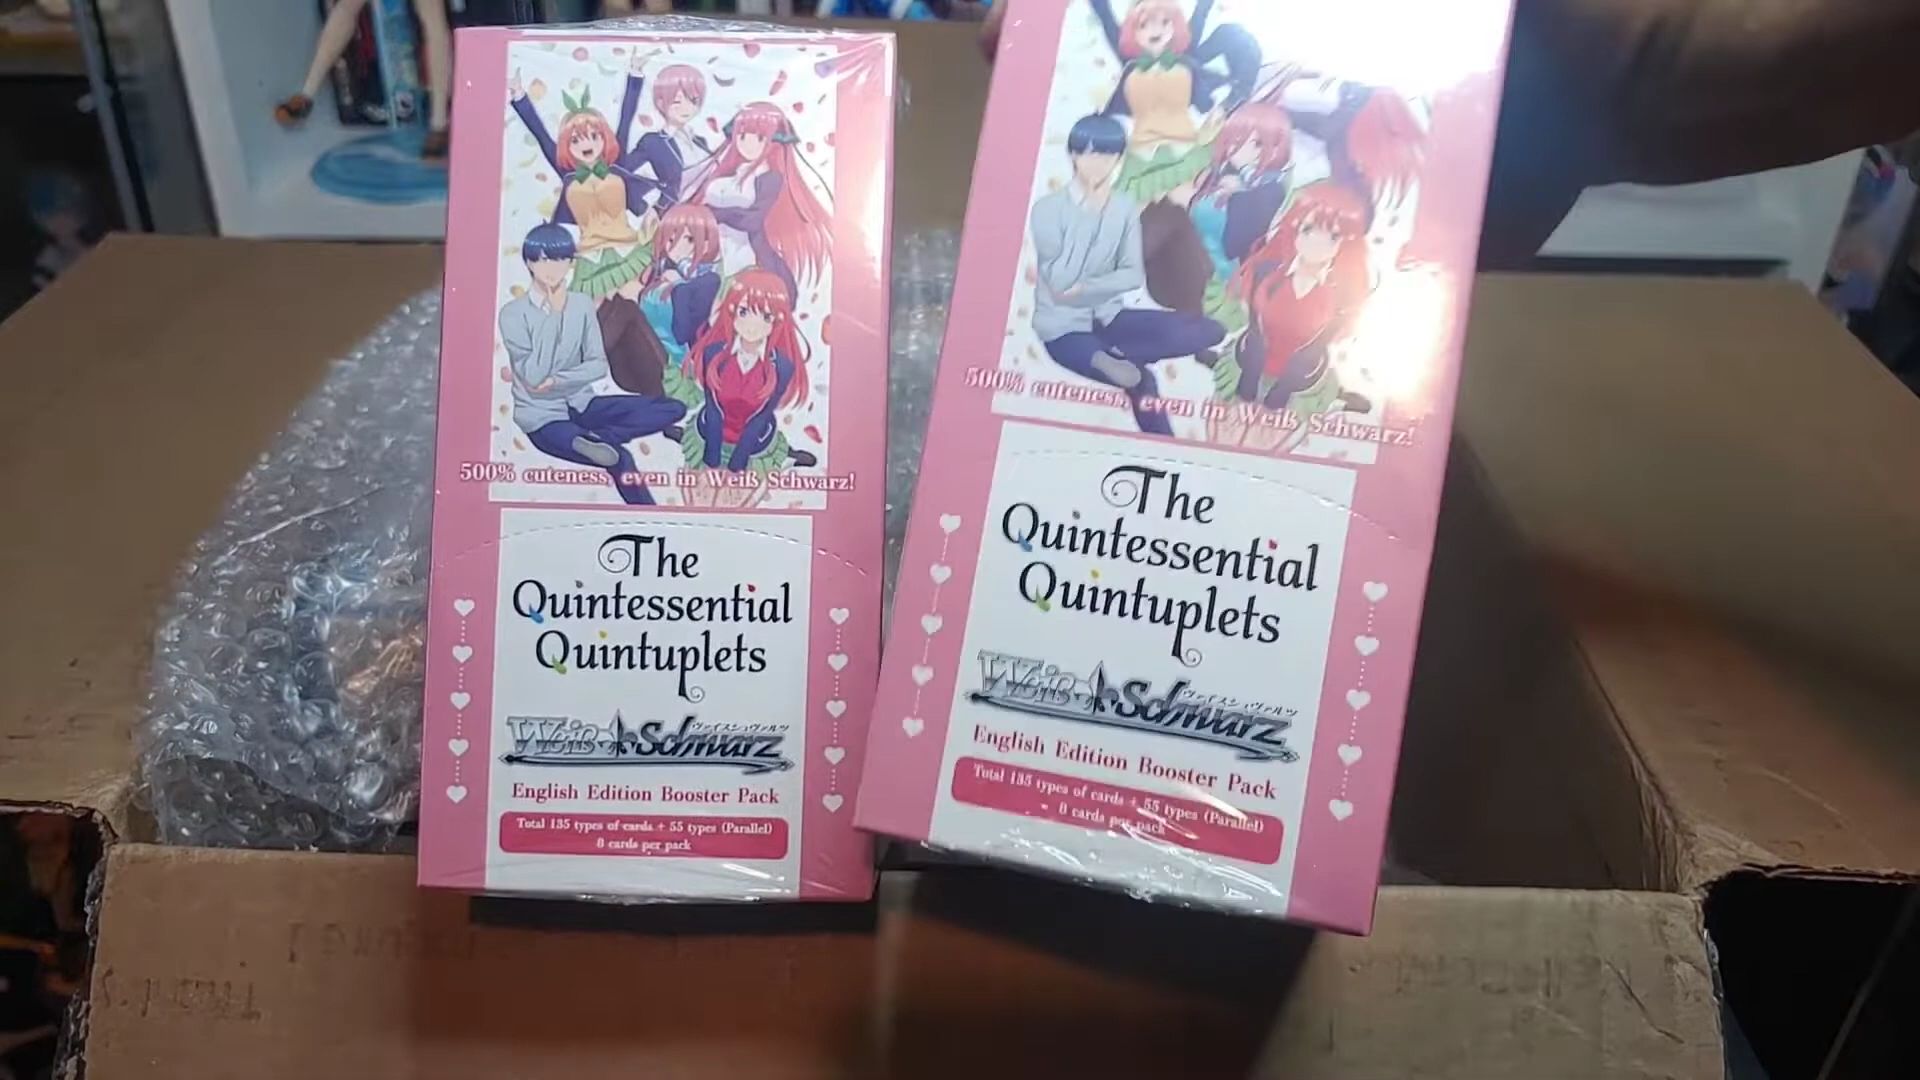 500% cuteness, even in Weiß Schwarz!
The
Quintessential
Quintuplets
ヴァイスシュヴァルツ
Weiß Schwarz
English Edition Booster Pack
Total 135 types of cards + 55 types (Parallel)
8 cards per pack
500% cuteness, even in Weiß Schwarz!
The
Quintessential
Quintuplets
ヴァイスシュヴァルツ
Weiß Schwarz
English Edition Booster Pack
Total 135 types of cards + 55 types (Parallel)
8 cards per pack